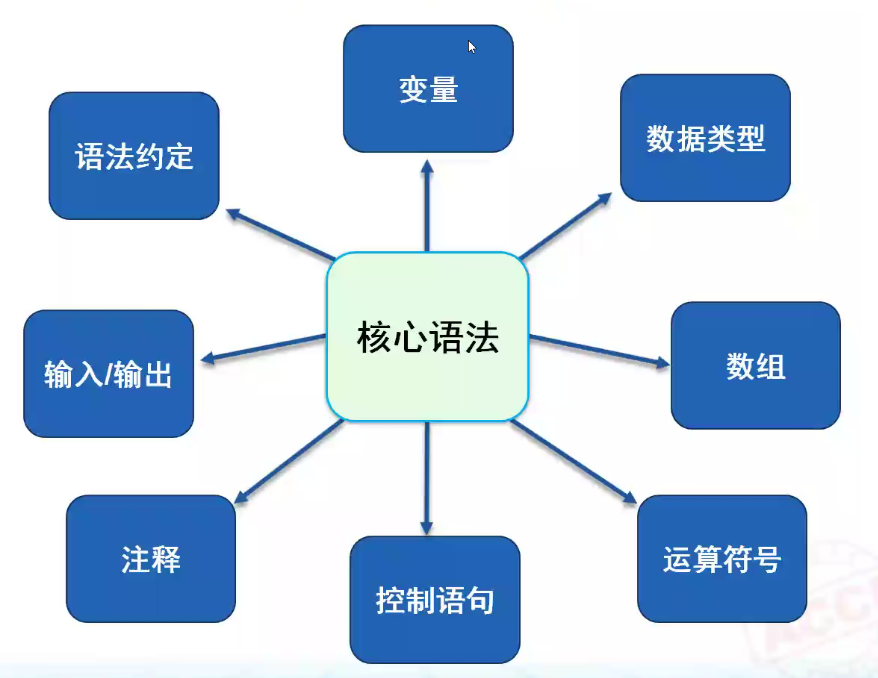 变量
数据类型
语法约定
核心语法
输入/输出
数组
注释
控制语句
运算符号